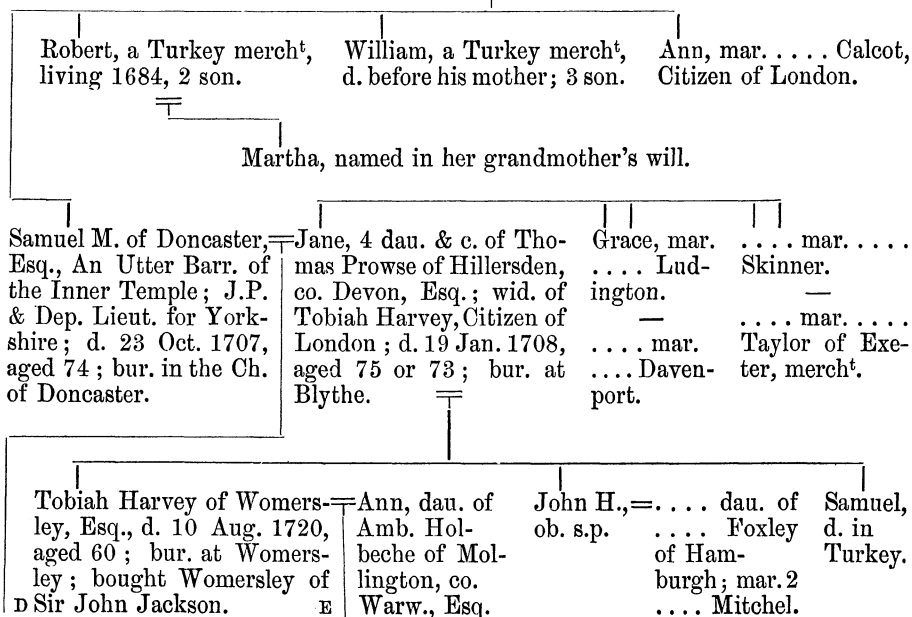 Robert, a Turkey mercht,
living 1684, 2 son.
William, a Turkey mercht,
d. before his mother; 3 son.
Ann, mar. . . . . . Calcot,
Citizen of London.
Martha, named in her grandmother's will.
Samuel M. of Doncaster,
Esq., An Utter Barr. of
the Inner Temple; J.P.
& Dep. Lieut. for York-
shire; d. 23 Oct. 1707,
aged 74; bur. in the Ch.
of Doncaster.
Jane, 4 dau. & c. of Tho-
mas Prowse of Hillersden,
co. Devon, Esq.; wid. of
Tobiah Harvey, Citizen of
London; d. 19 Jan. 1708,
aged 75 or 73; bur. at
Blythe.
Grace, mar.
. . . . Lud-
ington.
—
. . . . mar.
. . . . Daven-
port.
. . . . mar. . . . .
Skinner.
—
. . . . mar. . . . .
Taylor of Exe-
ter, mercht.
Tobiah Harvey of Womers-
ley, Esq., d. 10 Aug. 1720,
aged 60; bur. at Womers-
ley; bought Womersley of
D Sir John Jackson. E
Ann, dau. of
Amb. Hol-
beche of Mol-
lington, co.
Warw., Esq.
John H.,=
ob. s.p.
. . . . dau. of
. . . . Foxley
of Ham-
burgh; mar. 2
. . . . Mitchel.
Samuel,
d. in
Turkey.